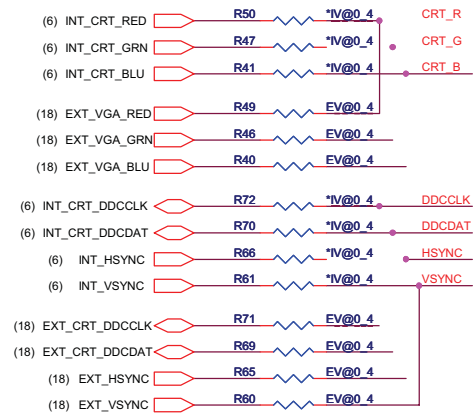 (6) INT_CRT_RED R50 *IV@0_4 CRT_R
(6) INT_CRT_GRN R47 *IV@0_4 CRT_G
(6) INT_CRT_BLU R41 *IV@0_4 CRT_B
(18) EXT_VGA_RED R49 EV@0_4
(18) EXT_VGA_GRN R46 EV@0_4
(18) EXT_VGA_BLU R40 EV@0_4
(6) INT_CRT_DDCCLK R72 *IV@0_4 DDCCLK
(6) INT_CRT_DDCDAT R70 *IV@0_4 DDCDAT
(6) INT_HSYNC R66 *IV@0_4 HSYNC
(6) INT_VSYNC R61 *IV@0_4 VSYNC
(18) EXT_CRT_DDCCLK R71 EV@0_4
(18) EXT_CRT_DDCDAT R69 EV@0_4
(18) EXT_HSYNC R65 EV@0_4
(18) EXT_VSYNC R60 EV@0_4